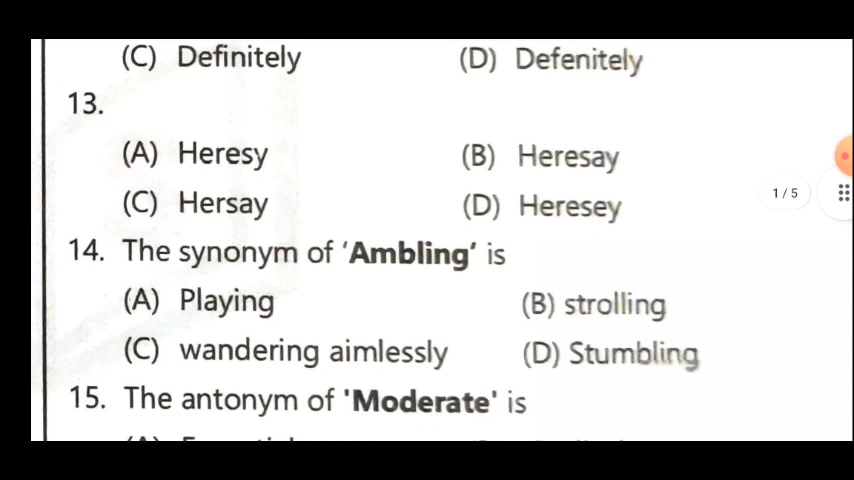 (C) Definitely (D) Defenitely
13.
(A) Heresy (B) Heresay
1/5
(C) Hersay (D) Heresey
14. The synonym of 'Ambling' is
(A) Playing (B) strolling
(C) wandering aimlessly (D) Stumbling
15. The antonym of 'Moderate' is